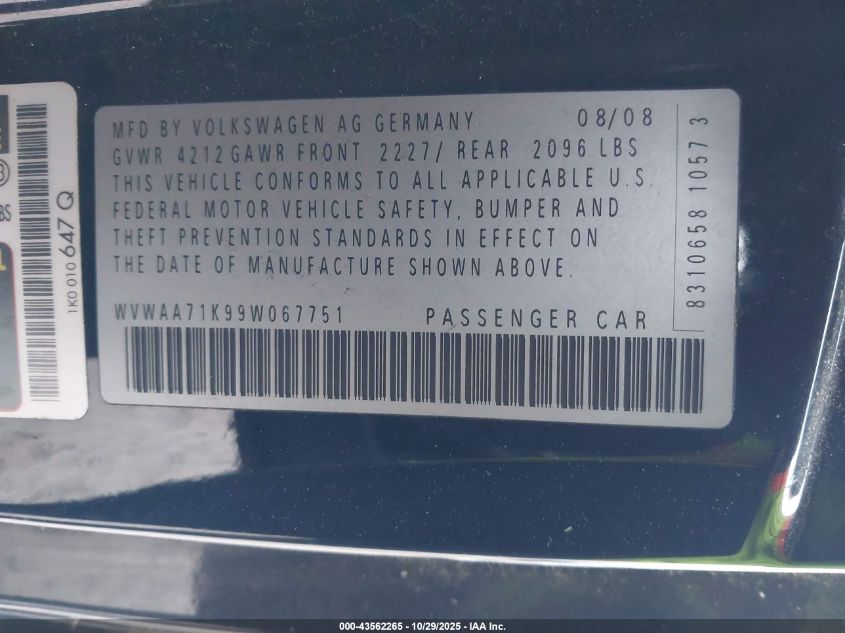 MFD BY VOLKSWAGEN AG GERMANY 08/08
GVWR 4212 GAWR FRONT 2227/ REAR 2096 LBS
THIS VEHICLE CONFORMS TO ALL APPLICABLE U.S.
FEDERAL MOTOR VEHICLE SAFETY, BUMPER AND
THEFT PREVENTION STANDARDS IN EFFECT ON
THE DATE OF MANUFACTURE SHOWN ABOVE.
WVWAA71K99W067751 PASSENGER CAR
8310658 1057 3
1K0 010 647 Q
000-43562265 - 10/29/2025 - IAA Inc.